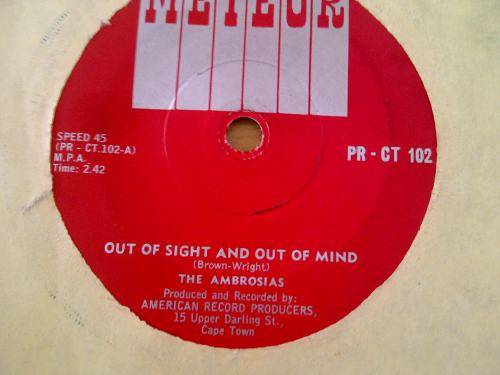 METEOR
SPEED 45
(PR - CT.102-A)
M.P.A.
Time: 2.42
PR - CT 102
OUT OF SIGHT AND OUT OF MIND
(Brown-Wright)
THE AMBROSIAS
Produced and Recorded by:
AMERICAN RECORD PRODUCERS,
15 Upper Darling St.,
Cape Town